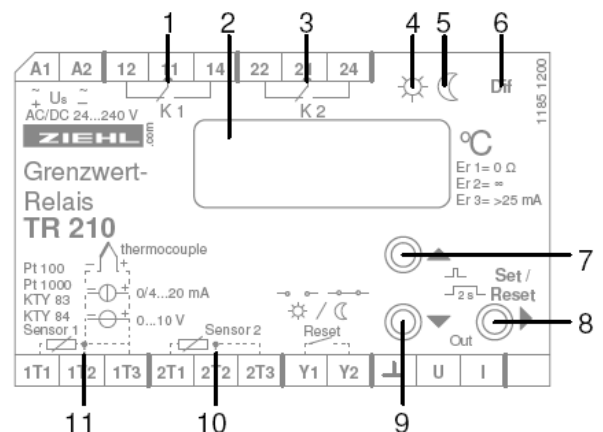 1 2 3 4 5 6
A1 A2 12 11 14 22 21 24
K1 K2 Dif
1185 1200
~ Us ~
+ −
AC/DC 24...240 V
ZIEHL .com
°C
Er 1= 0 Ω
Er 2= ∞
Er 3= >25 mA
Grenzwert-
Relais
TR 210
thermocouple
− +
7
Pt 100
Pt 1000
KTY 83
KTY 84
0/4...20 mA
0...10 V
Set /
Reset
2 s
8
Sensor 1
Sensor 2
/
Reset
Out
1T1 1T2 1T3 2T1 2T2 2T3 Y1 Y2 ⊥ U I
11 10 9